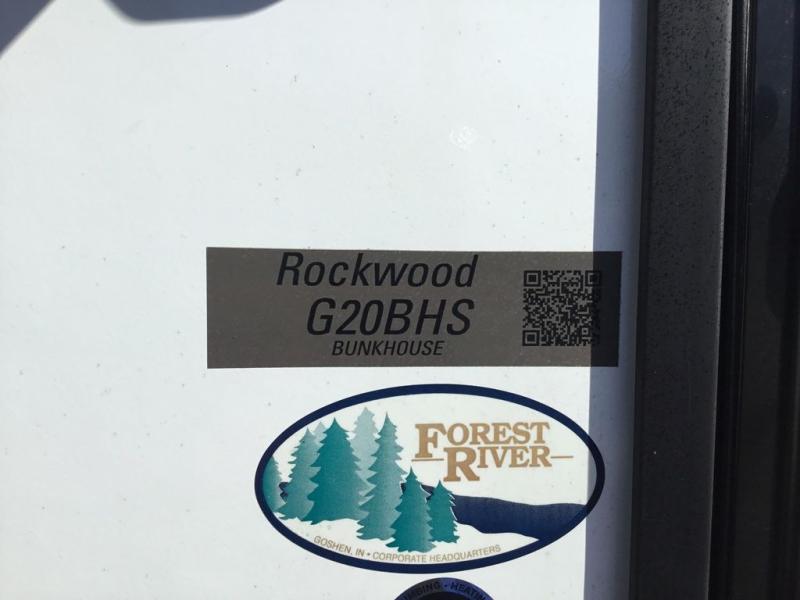 Rockwood
G20BHS
BUNKHOUSE
FOREST
RIVER
GOSHEN, IN • CORPORATE HEADQUARTERS